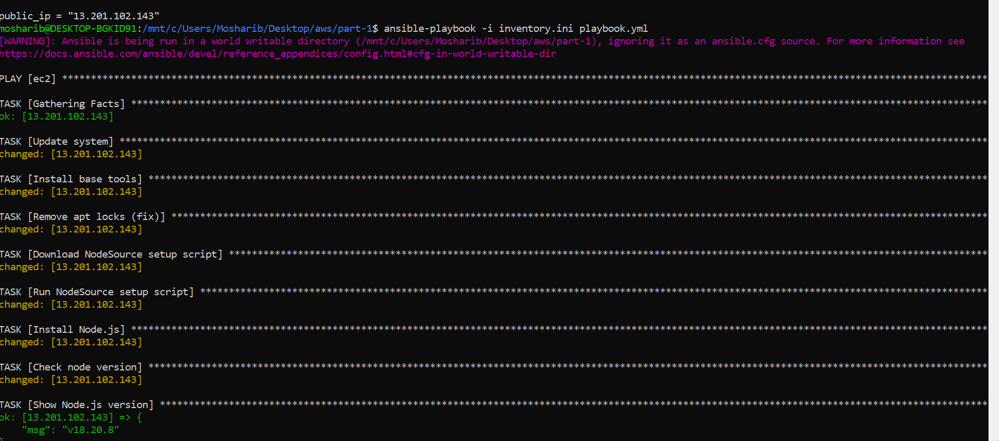 public_ip = "13.201.102.143"
mosharib@DESKTOP-BGKID91:/mnt/c/Users/Mosharib/Desktop/aws/part-1$ ansible-playbook -i inventory.ini playbook.yml
[WARNING]: Ansible is being run in a world writable directory (/mnt/c/Users/Mosharib/Desktop/aws/part-1), ignoring it as an ansible.cfg source. For more information see
https://docs.ansible.com/ansible/devel/reference_appendices/config.html#cfg-in-world-writable-dir
PLAY [ec2] *****************************************************************************************************************************************************************
TASK [Gathering Facts] *****************************************************************************************************************************************************
ok: [13.201.102.143]
TASK [Update system] *******************************************************************************************************************************************************
changed: [13.201.102.143]
TASK [Install base tools] **************************************************************************************************************************************************
changed: [13.201.102.143]
TASK [Remove apt locks (fix)] **********************************************************************************************************************************************
changed: [13.201.102.143]
TASK [Download NodeSource setup script] ************************************************************************************************************************************
changed: [13.201.102.143]
TASK [Run NodeSource setup script] *****************************************************************************************************************************************
changed: [13.201.102.143]
TASK [Install Node.js] *****************************************************************************************************************************************************
changed: [13.201.102.143]
TASK [Check node version] **************************************************************************************************************************************************
changed: [13.201.102.143]
TASK [Show Node.js version] ************************************************************************************************************************************************
ok: [13.201.102.143] => {
"msg": "v18.20.8"